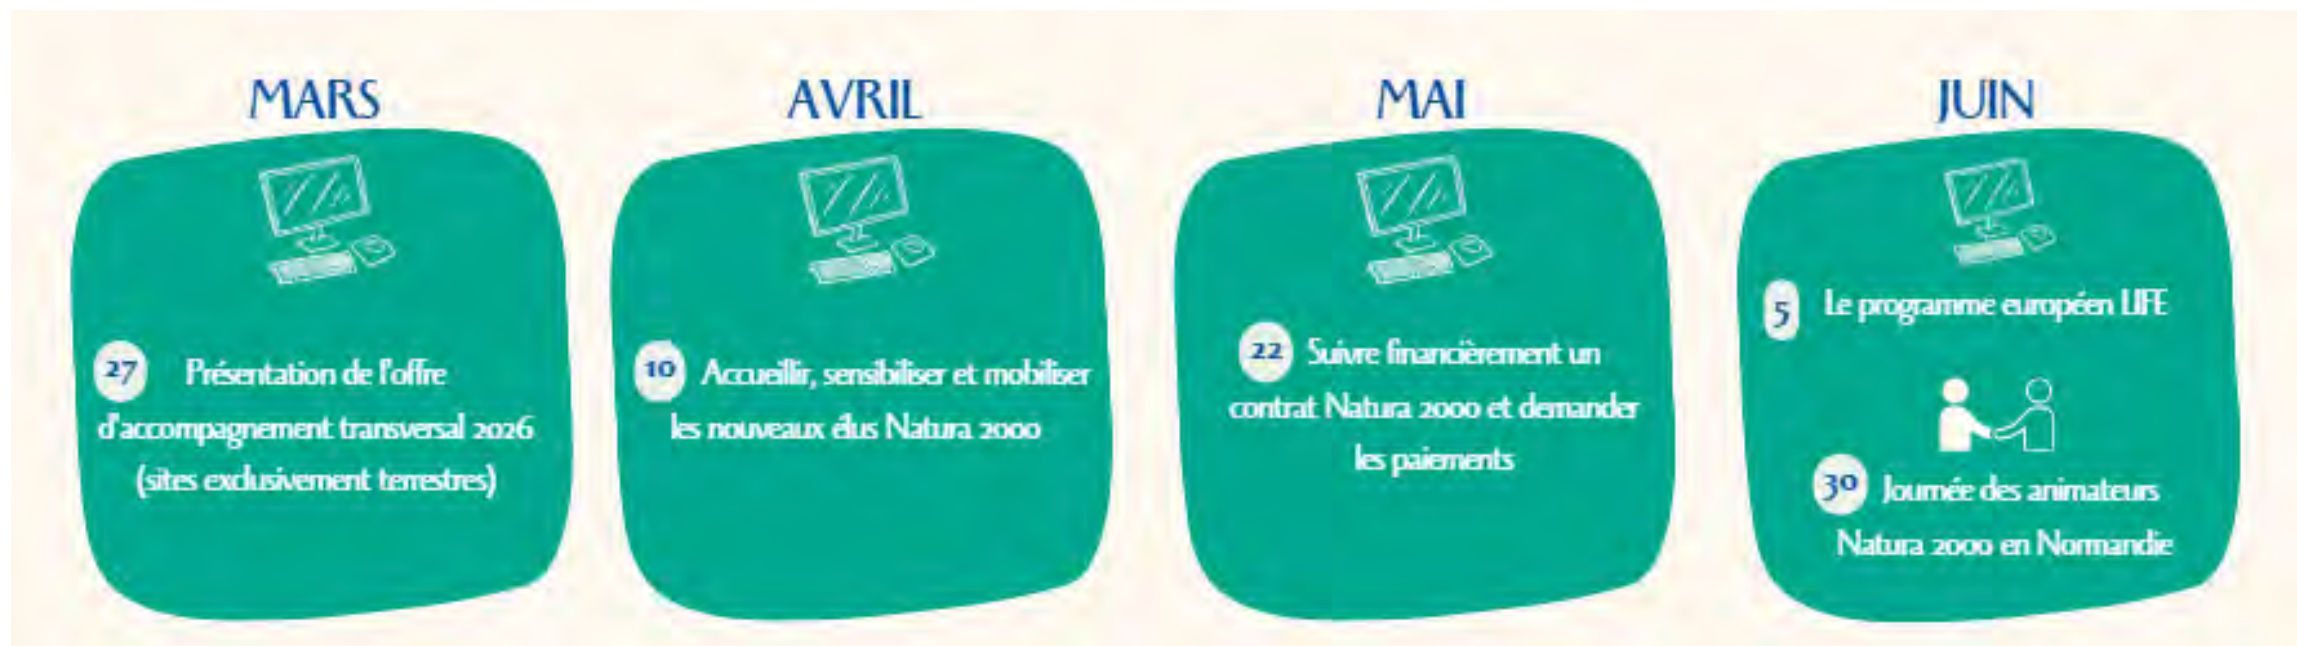 MARS
27 Présentation de l'offre
d'accompagnement transversal 2026
(sites exclusivement terrestres)
AVRIL
10 Accueillir, sensibiliser et mobiliser
les nouveaux élus Natura 2000
MAI
22 Suivre financièrement un
contrat Natura 2000 et demander
les paiements
JUIN
5 Le programme européen LIFE
30 Journée des animateurs
Natura 2000 en Normandie